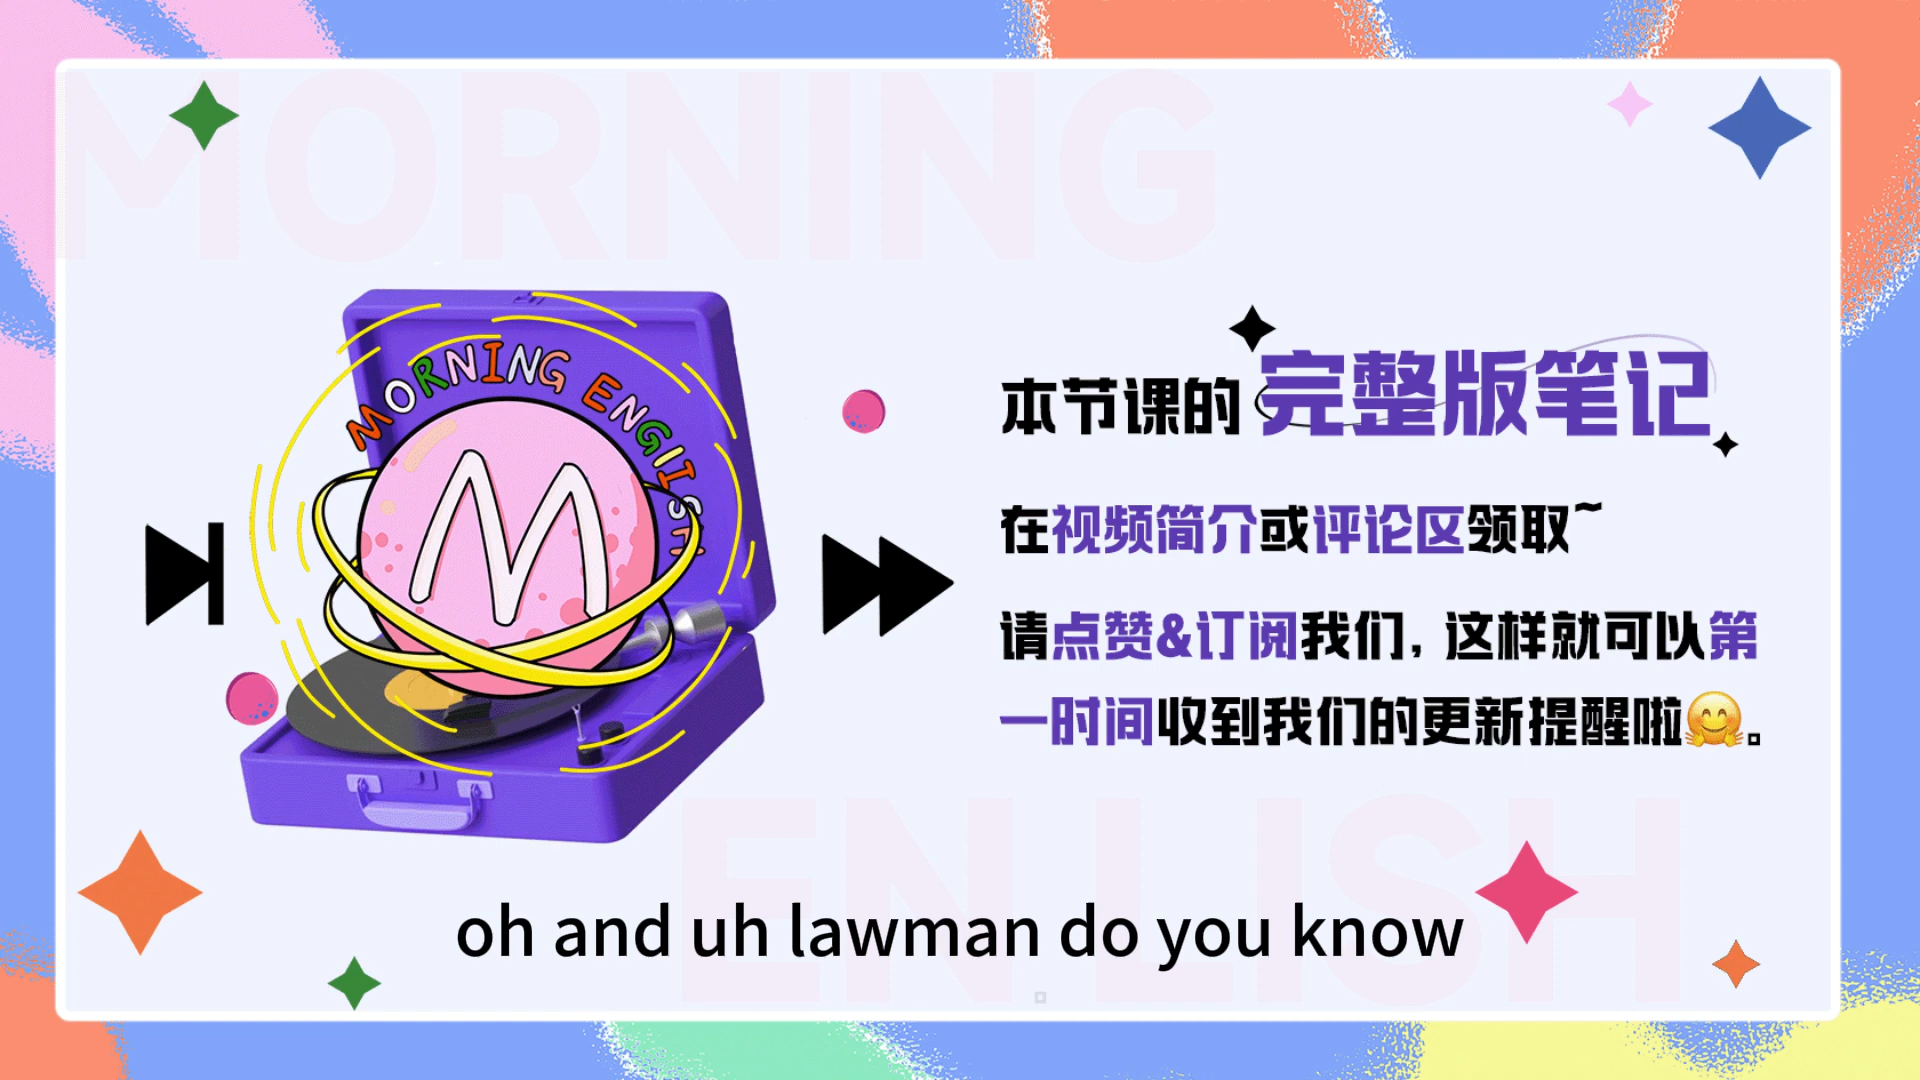 MORNING
MORNING ENGlISH
M
本节课的完整版笔记
在视频简介或评论区领取~
请点赞&订阅我们，这样就可以第
一时间收到我们的更新提醒啦🤗。
EN LISH
oh and uh lawman do you know